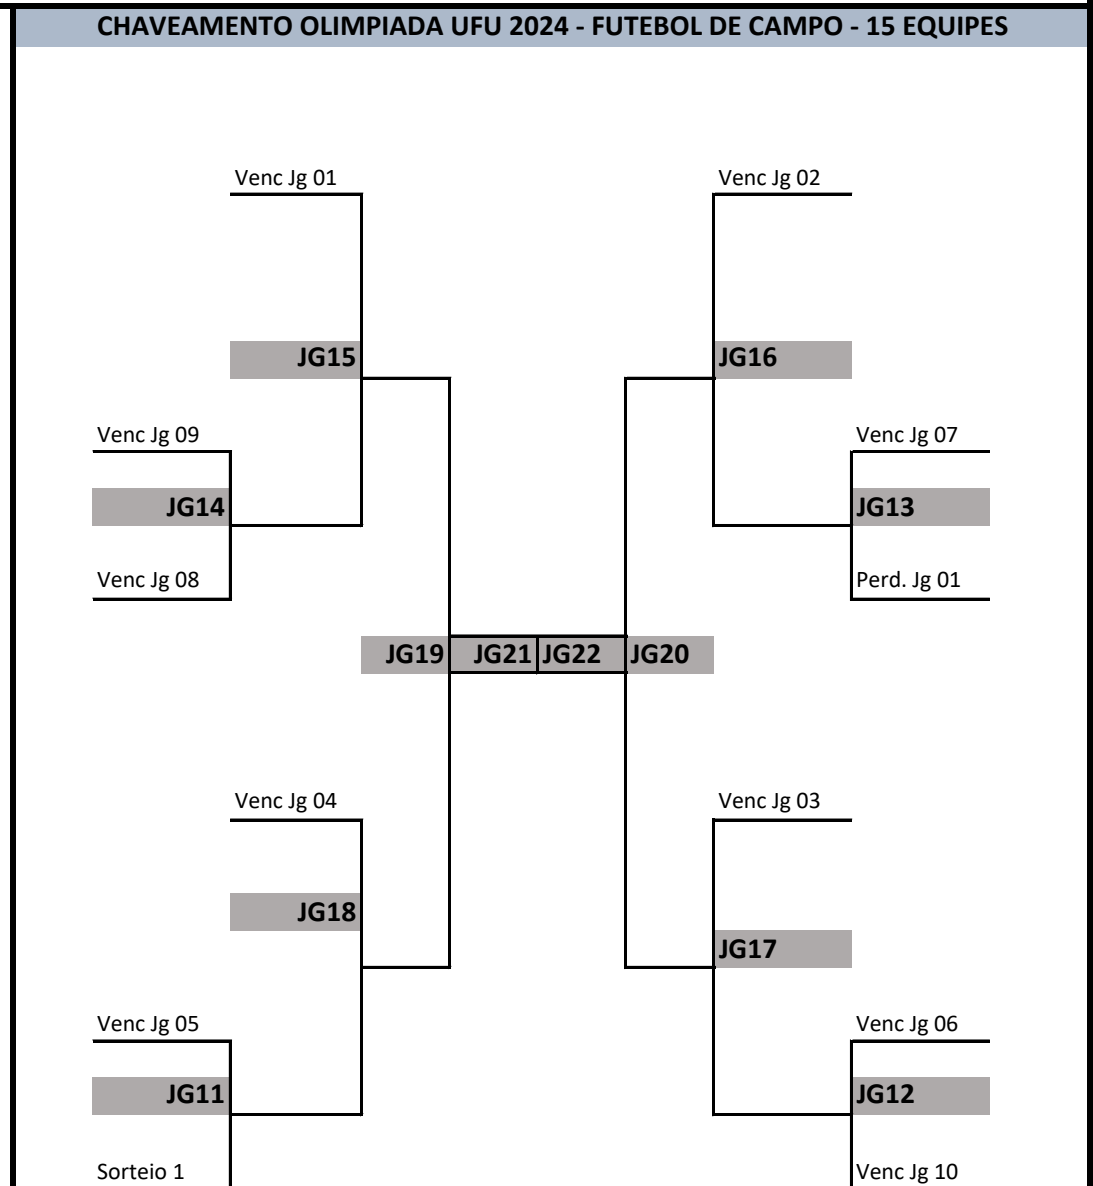 CHAVEAMENTO OLIMPIADA UFU 2024 - FUTEBOL DE CAMPO - 15 EQUIPES
Venc Jg 01
Venc Jg 02
JG15
JG16
Venc Jg 09
Venc Jg 07
JG14
JG13
Venc Jg 08
Perd. Jg 01
JG19
JG21
JG22
JG20
Venc Jg 04
Venc Jg 03
JG18
JG17
Venc Jg 05
Venc Jg 06
JG11
JG12
Sorteio 1
Venc Jg 10